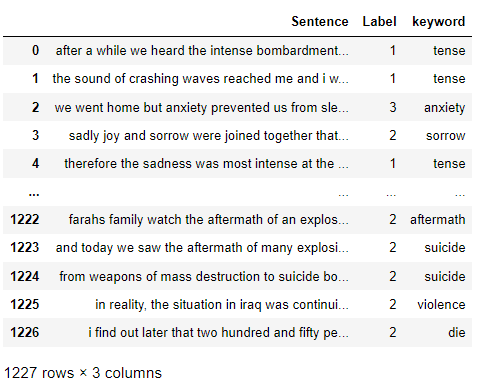 Sentence Label keyword
0 after a while we heard the intense bombardment... 1 tense
1 the sound of crashing waves reached me and i w... 1 tense
2 we went home but anxiety prevented us from sle... 3 anxiety
3 sadly joy and sorrow were joined together that... 2 sorrow
4 therefore the sadness was most intense at the ... 1 tense
... ... ... ...
1222 farahs family watch the aftermath of an explos... 2 aftermath
1223 and today we saw the aftermath of many explosi... 2 suicide
1224 from weapons of mass destruction to suicide bo... 2 suicide
1225 in reality, the situation in iraq was continui... 2 violence
1226 i find out later that two hundred and fifty pe... 2 die
1227 rows × 3 columns